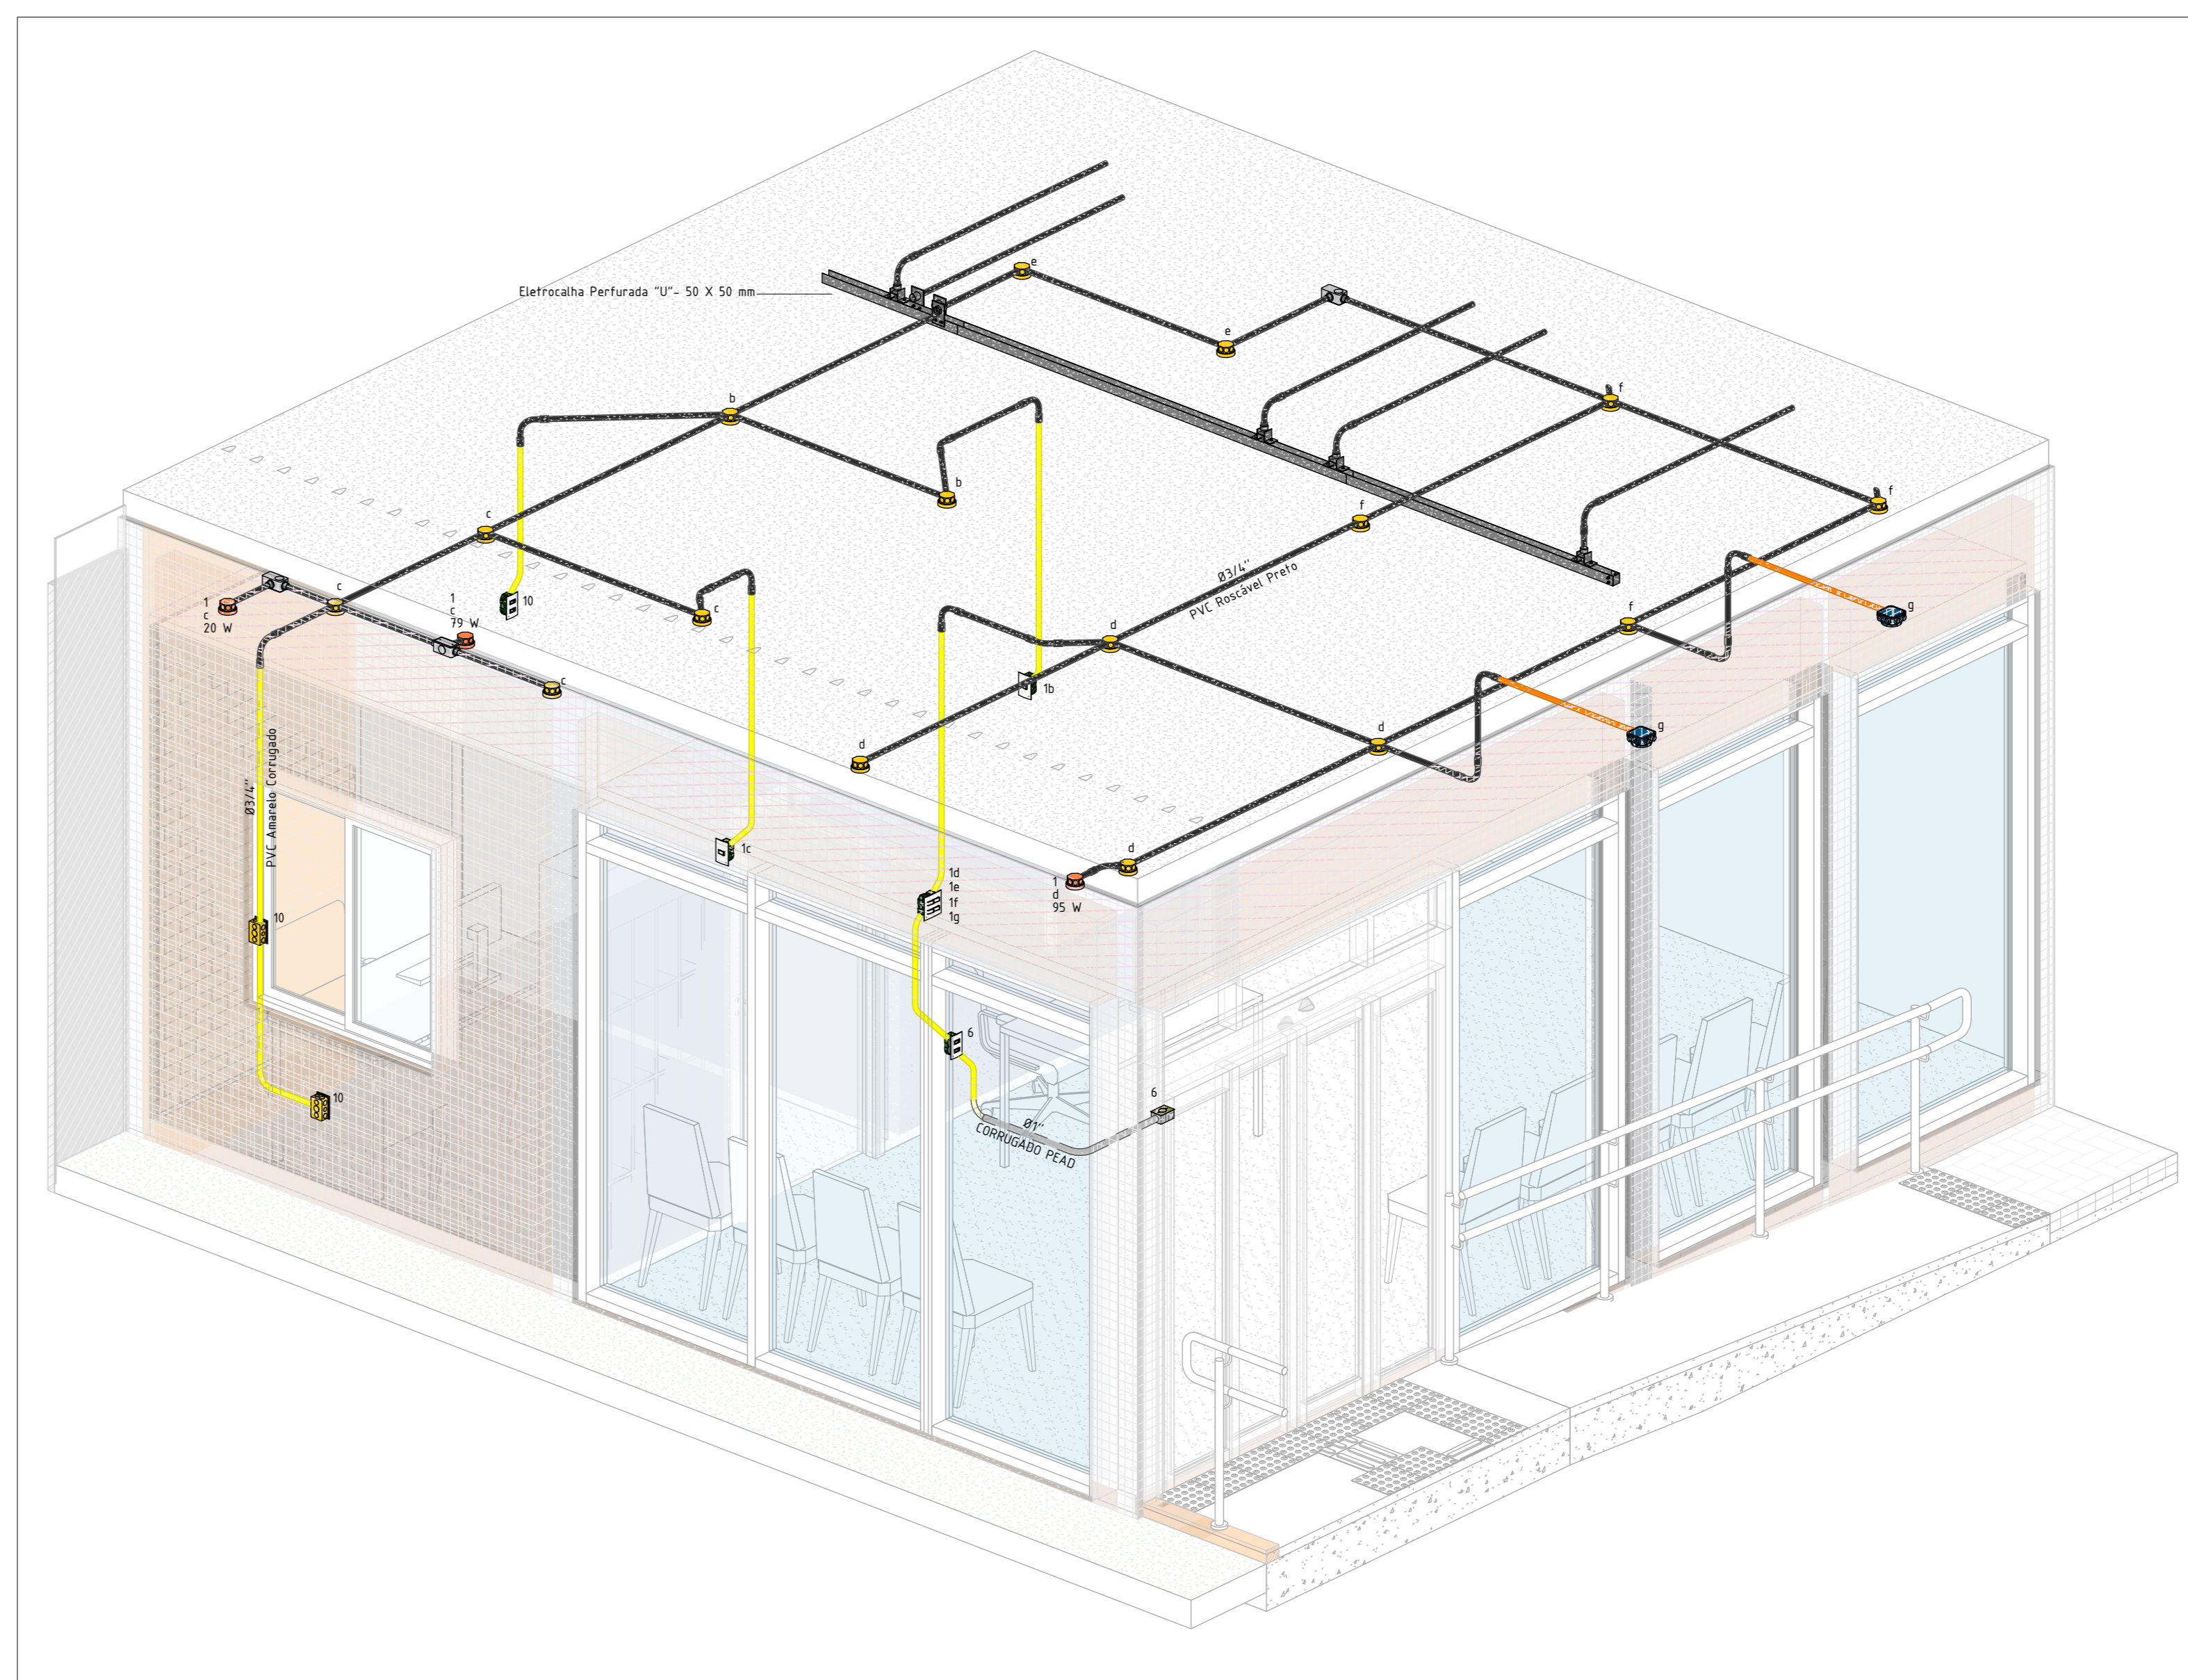 Eletrocalha Perfurada "U"- 50 X 50 mm
e
e
f
b
b
f
f
c
Ø3/4"
PVC Roscável Preto
c
1
c
20 W
1
c
79 W
10
c
f
g
d
1b
c
g
d
d
Ø3/4"
PVC Amarelo Corrugado
1c
d
1
d
95 W
1d
1e
1f
1g
10
6
6
10
Ø1"
CORRUGADO PEAD